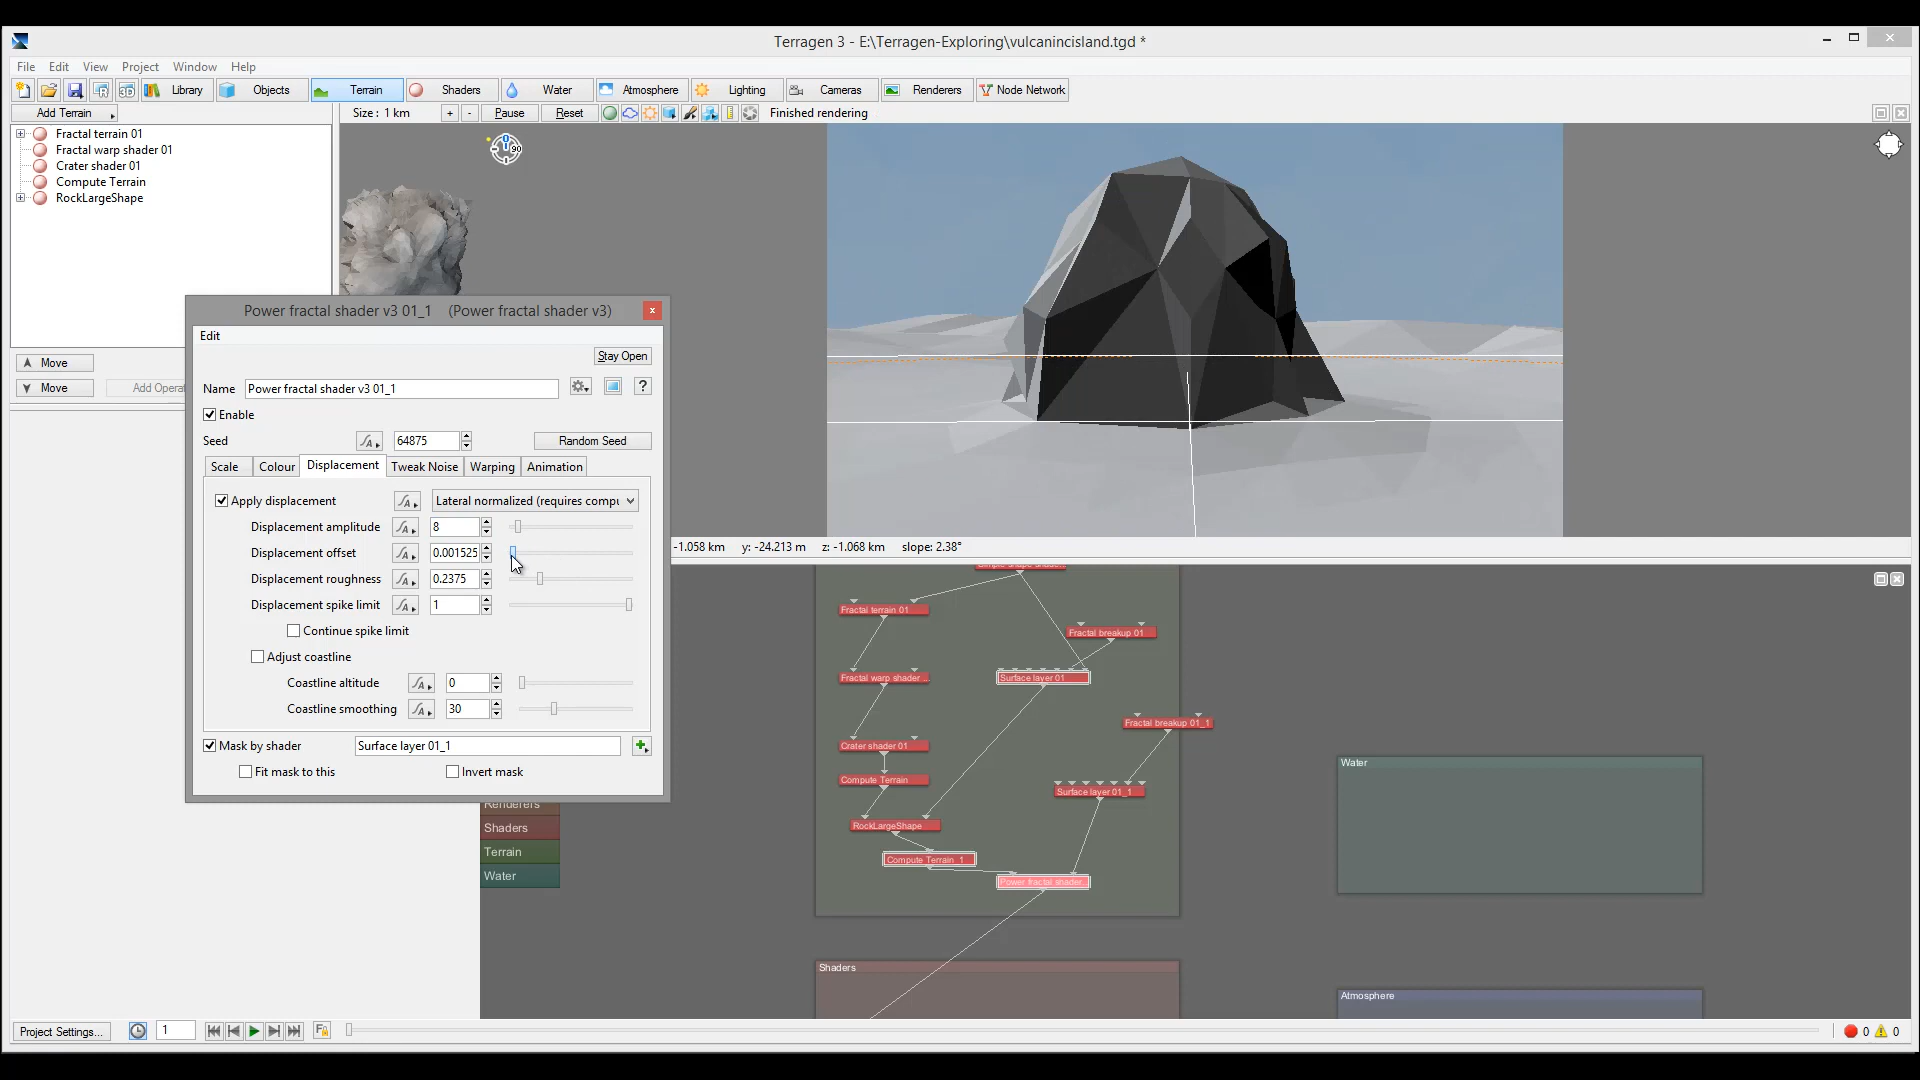 Terragen 3 - E:\Terragen-Exploring\vulcanincisland.tgd *
File Edit View Project Window Help
Library Objects Terrain Shaders Water Atmosphere Lighting Cameras Renderers Node Network
Add Terrain
Size : 1 km + - Pause Reset Finished rendering
Fractal terrain 01
Fractal warp shader 01
Crater shader 01
Compute Terrain
RockLargeShape
90
Move
Move
Add Operat
Power fractal shader v3 01_1 (Power fractal shader v3)
Edit
Stay Open
Name Power fractal shader v3 01_1 ?
Enable
Seed 64875 Random Seed
Scale Colour Displacement Tweak Noise Warping Animation
Apply displacement Lateral normalized (requires compu
Displacement amplitude 8
Displacement offset 0.001525
Displacement roughness 0.2375
Displacement spike limit 1
Continue spike limit
Adjust coastline
Coastline altitude 0
Coastline smoothing 30
Mask by shader Surface layer 01_1
Fit mask to this Invert mask
-1.058 km y: -24.213 m z: -1.068 km slope: 2.38°
Fractal terrain 01
Fractal breakup 01
Fractal warp shader ...
Surface layer 01
Fractal breakup 01_1
Crater shader 01
Compute Terrain
Surface layer 01_1
RockLargeShape
Compute Terrain_1
Power fractal shader...
Renderers
Shaders
Terrain
Water
Water
Shaders
Atmosphere
Project Settings... 1 0 0